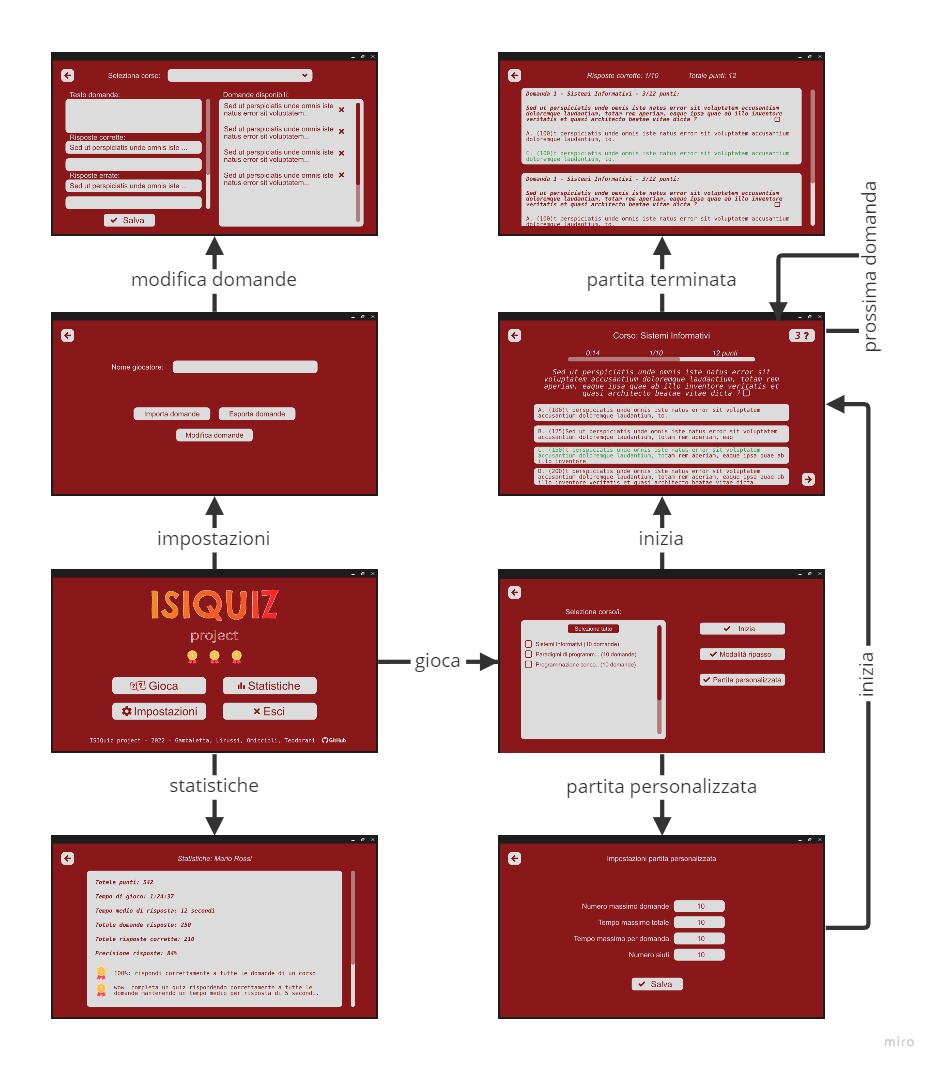 Seleziona corso:
Testo domanda:
Domande disponibili:
Sed ut perspiciatis unde omnis iste
natus error sit voluptatem...
Sed ut perspiciatis unde omnis iste
natus error sit voluptatem...
Sed ut perspiciatis unde omnis iste
natus error sit voluptatem...
Sed ut perspiciatis unde omnis iste
natus error sit voluptatem...
Risposte corrette:
Sed ut perspiciatis unde omnis iste ...
Risposte errate:
Sed ut perspiciatis unde omnis iste ...
Salva
Risposte corrette: 1/10
Totale punti: 12
Domanda 1 - Sistemi Informativi - 3/12 punti:
Sed ut perspiciatis unde omnis iste natus error sit voluptatem accusantium
doloremque laudantium, totam rem aperiam, eaque ipsa quae ab illo inventore
veritatis et quasi architecto beatae vitae dicta ?
A. (100)t perspiciatis unde omnis iste natus error sit voluptatem accusantium
doloremque laudantium, to.
C. (100)t perspiciatis unde omnis iste natus error sit voluptatem accusantium
doloremque laudantium, to.
Domanda 1 - Sistemi Informativi - 3/12 punti:
Sed ut perspiciatis unde omnis iste natus error sit voluptatem accusantium
doloremque laudantium, totam rem aperiam, eaque ipsa quae ab illo inventore
veritatis et quasi architecto beatae vitae dicta ?
A. (100)t perspiciatis unde omnis iste natus error sit voluptatem accusantium
doloremque laudantium, to.
modifica domande
partita terminata
prossima domanda
Nome giocatore:
Importa domande
Esporta domande
Modifica domande
Corso: Sistemi Informativi
3 ?
0:14
1/10
12 punti
Sed ut perspiciatis unde omnis iste natus error sit
voluptatem accusantium doloremque laudantium, totam rem
aperiam, eaque ipsa quae ab illo inventore veritatis et
quasi architecto beatae vitae dicta ?
A. (100)t perspiciatis unde omnis iste natus error sit voluptatem
accusantium doloremque laudantium, to.
B. (175)Sed ut perspiciatis unde omnis iste natus error sit voluptatem
accusantium doloremque laudantium, totam rem aperiam, eaq
C. (150)t perspiciatis unde omnis iste natus error sit voluptatem
accusantium doloremque laudantium, totam rem aperiam, eaque ipsa quae ab
illo inventore
D. (200)t perspiciatis unde omnis iste natus error sit voluptatem
accusantium doloremque laudantium, totam rem aperiam, eaque ipsa quae ab
illo inventore veritatis et quasi architecto beatae vitae dicta.
impostazioni
inizia
ISIQUIZ
project
Gioca
Statistiche
Impostazioni
Esci
ISIQuiz project - 2022 - Gambaletta, Lirussi, Omiccioli, Teodorani
GitHub
gioca
Seleziona corso/i:
Seleziona tutto
Sistemi Informativi (10 domande)
Paradigmi di programm... (10 domande)
Programmazione conco.. (10 domande)
Inizia
Modalità ripasso
Partita personalizzata
inizia
statistiche
partita personalizzata
Statistiche: Mario Rossi
Totale punti: 542
Tempo di gioco: 1:24:37
Tempo medio di risposta: 12 secondi
Totale domande risposte: 250
Totale risposte corrette: 210
Precisione risposte: 84%
100%: rispondi correttamente a tutte le domande di un corso
wow: completa un quiz rispondendo correttamente a tutte le
domande mantenendo un tempo medio per risposta di 5 second..
Impostazioni partita personalizzata
Numero massimo domande: 10
Tempo massimo totale: 10
Tempo massimo per domanda: 10
Numero aiuti: 10
Salva
miro